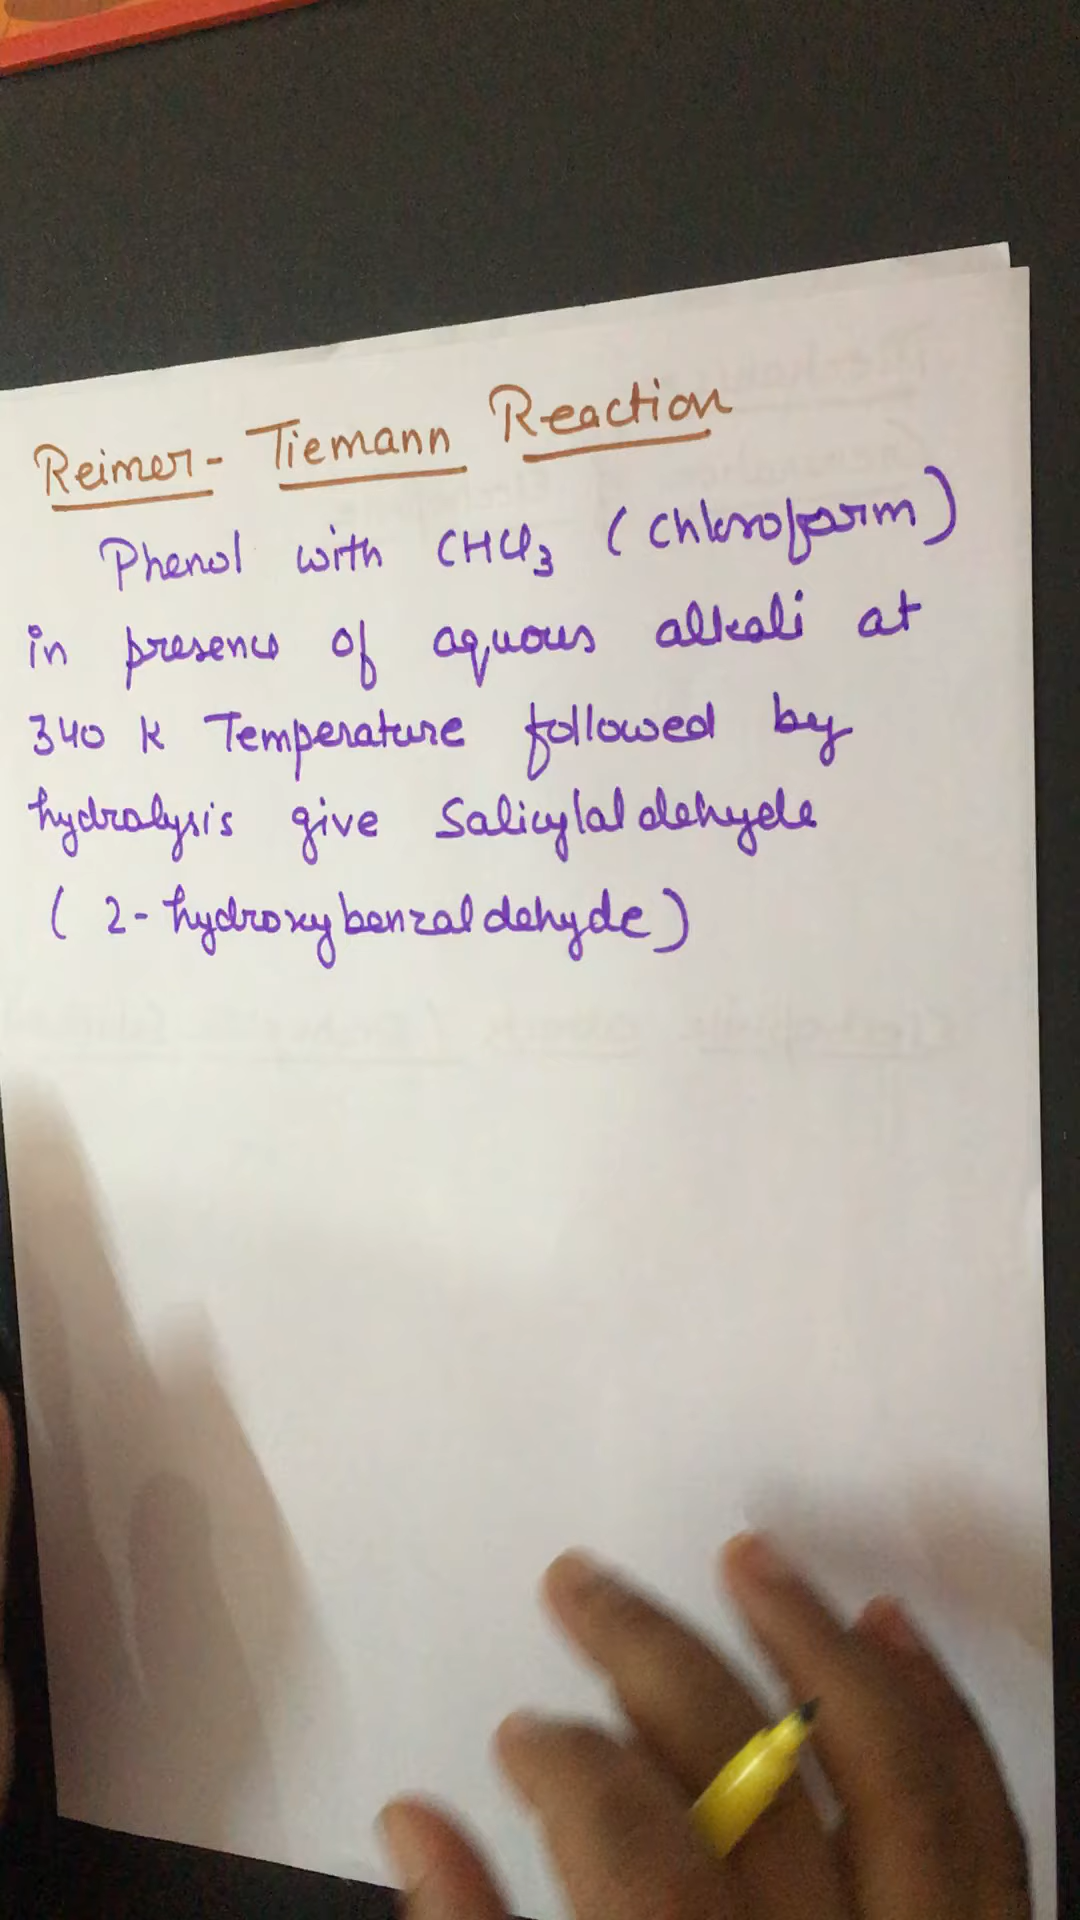 Reimer- Tiemann Reaction
Phenol with CHCl3 (Chloroform)
in presence of aquous alkali at
340 K Temperature followed by
hydrolysis give Salicylaldehyde
(2-hydroxybenzaldehyde)